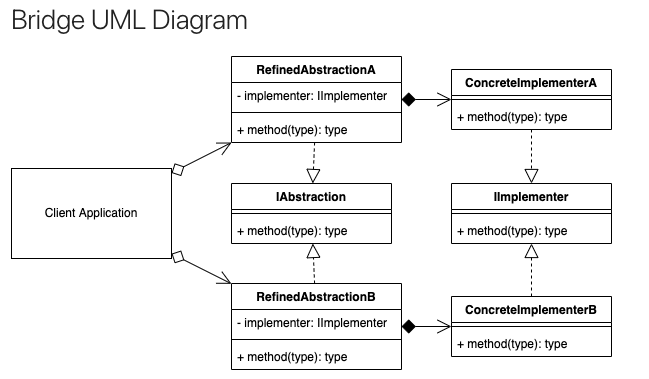 Bridge UML Diagram
RefinedAbstractionA
- implementer: IImplementer
+ method(type): type
ConcreteImplementerA
+ method(type): type
Client Application
IAbstraction
+ method(type): type
IImplementer
+ method(type): type
RefinedAbstractionB
- implementer: IImplementer
+ method(type): type
ConcreteImplementerB
+ method(type): type